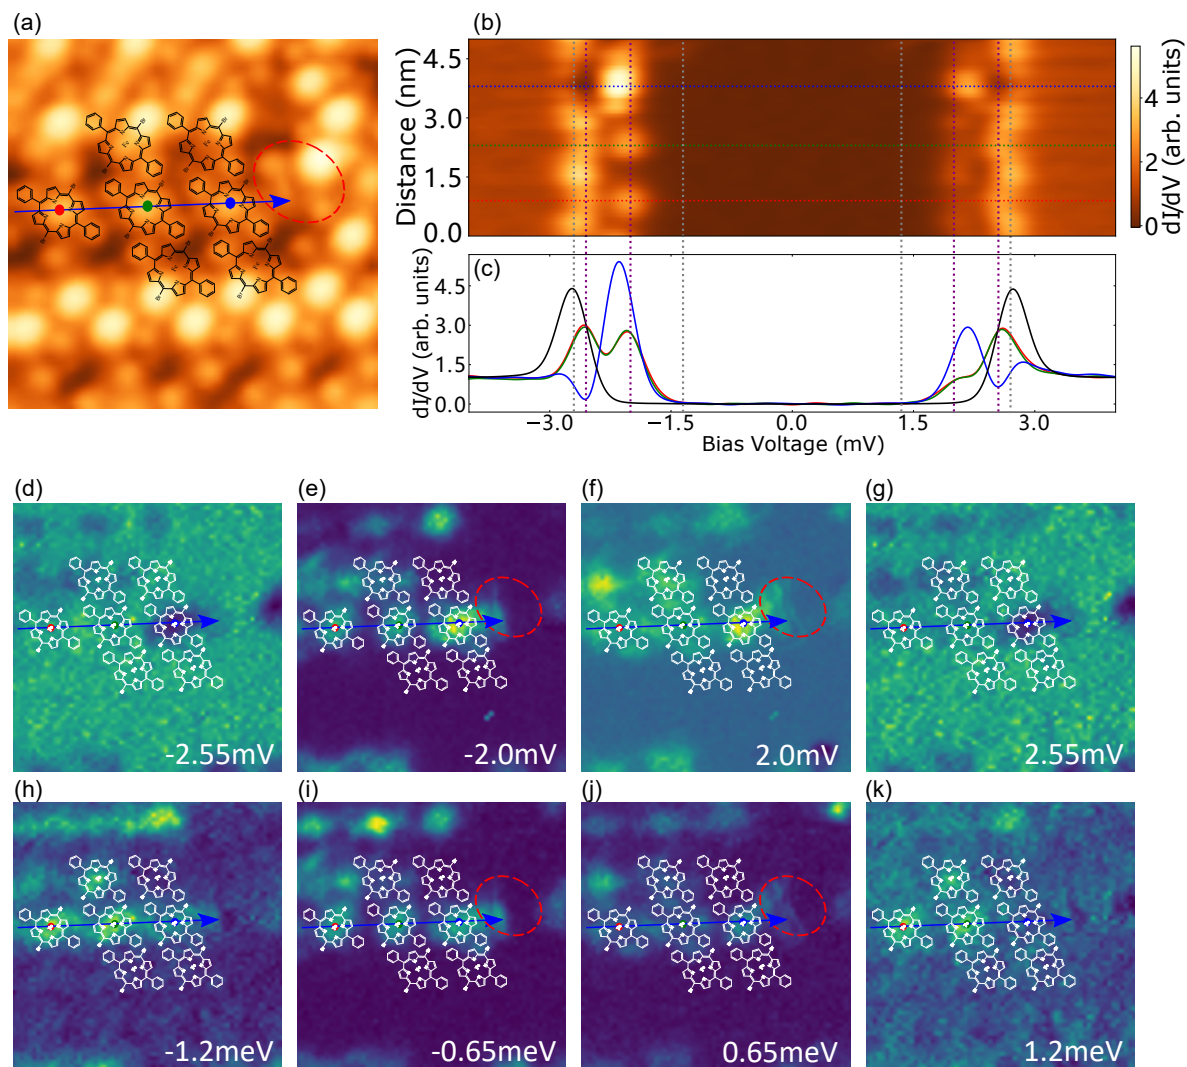 (a)
(b)
Distance (nm)
4.5
3.0
1.5
0.0
dI/dV (arb. units)
4
2
0
(c)
dI/dV (arb. units)
4.5
3.0
1.5
0.0
−3.0
−1.5
0.0
1.5
3.0
Bias Voltage (mV)
(d)
(e)
(f)
(g)
-2.55mV
-2.0mV
2.0mV
2.55mV
(h)
(i)
(j)
(k)
-1.2meV
-0.65meV
0.65meV
1.2meV